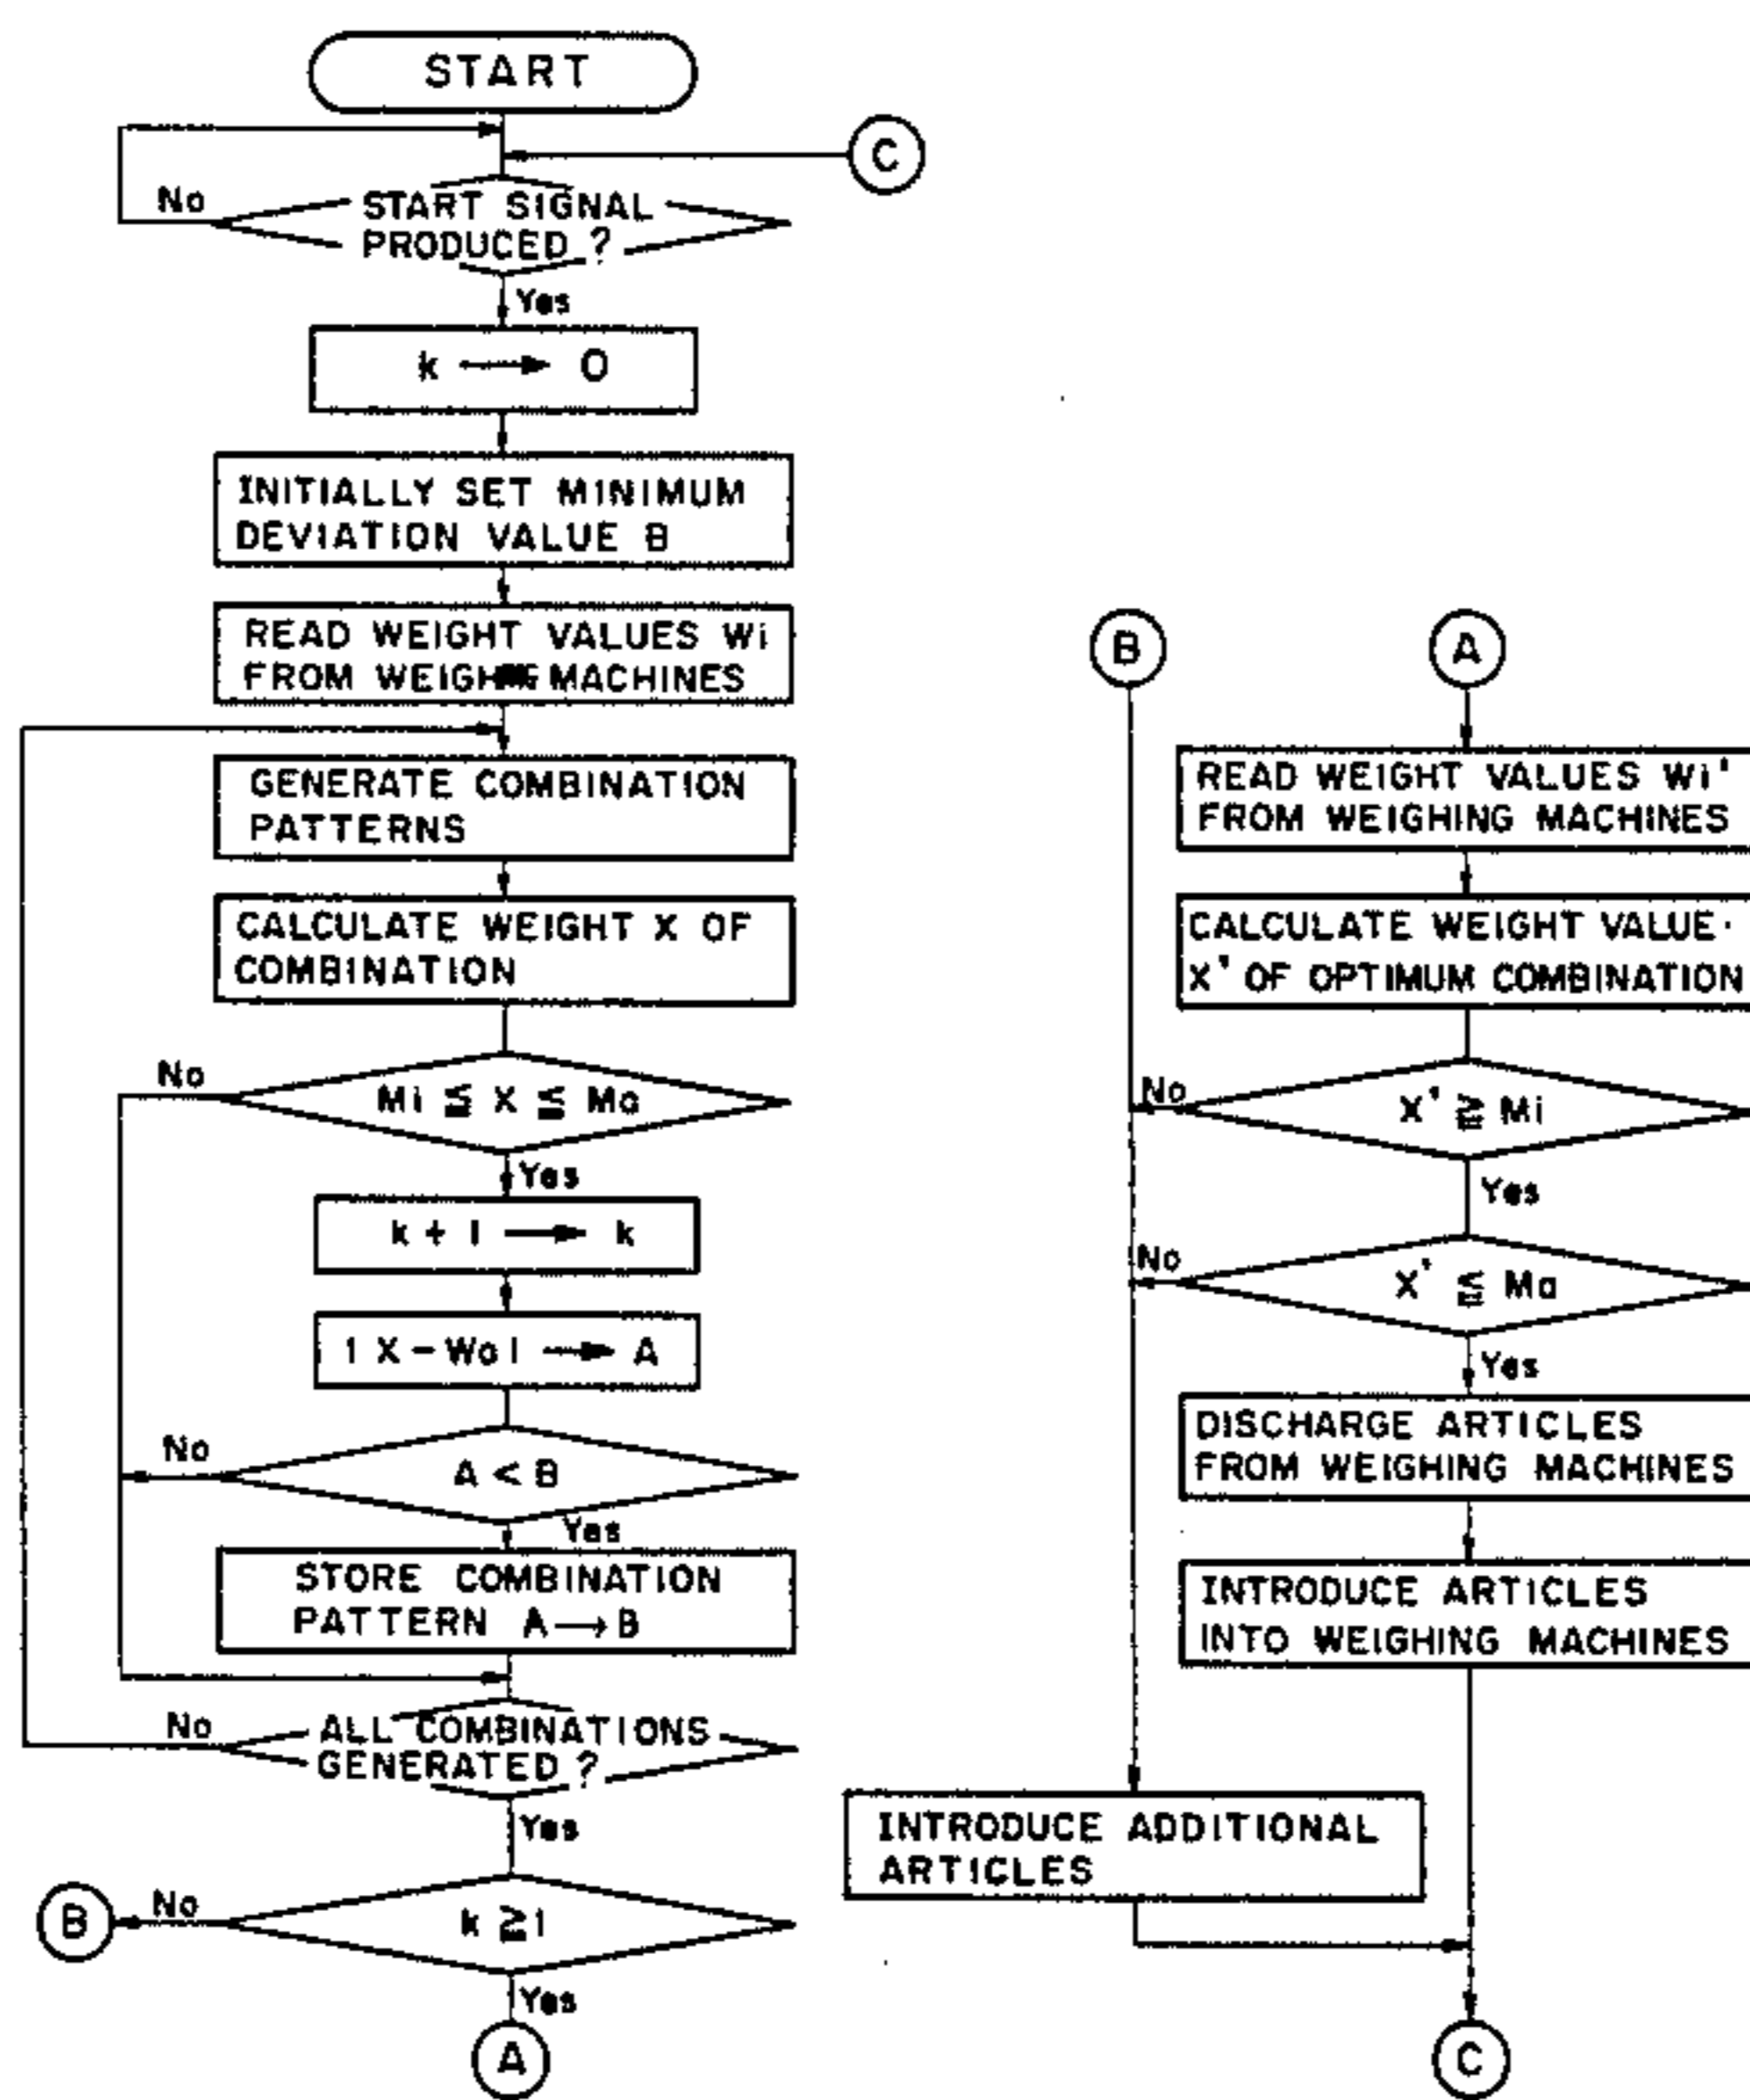 START
C
No
START SIGNAL
PRODUCED ?
Yes
k → 0
INITIALLY SET MINIMUM
DEVIATION VALUE B
READ WEIGHT VALUES Wi
FROM WEIGHING MACHINES
GENERATE COMBINATION
PATTERNS
CALCULATE WEIGHT X OF
COMBINATION
No
Mi ≦ X ≦ Ma
Yes
k + 1 → k
| X - Wo | → A
No
A < B
Yes
STORE COMBINATION
PATTERN A → B
No
ALL COMBINATIONS
GENERATED ?
Yes
B
No
k ≧ 1
Yes
A
B
A
READ WEIGHT VALUES Wi'
FROM WEIGHING MACHINES
CALCULATE WEIGHT VALUE
X' OF OPTIMUM COMBINATION
No
X' ≧ Mi
Yes
No
X' ≦ Ma
Yes
DISCHARGE ARTICLES
FROM WEIGHING MACHINES
INTRODUCE ARTICLES
INTO WEIGHING MACHINES
INTRODUCE ADDITIONAL
ARTICLES
C